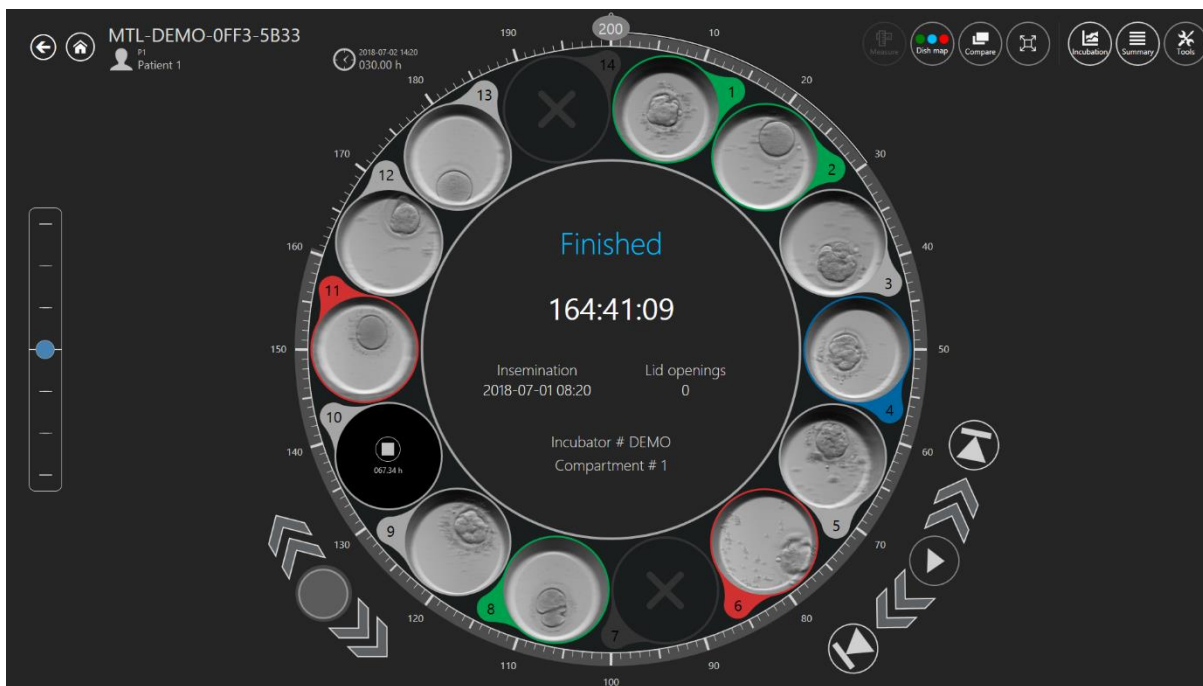 MTL-DEMO-0FF3-5B33
P1
Patient 1
2018-07-02 14:20
030.00 h
Measure
Dish map
Compare
Incubation
Summary
Tools
200
10
20
30
40
50
60
70
80
90
100
110
120
130
140
150
160
170
180
190
1
2
3
4
5
6
7
8
9
10
067.34 h
11
12
13
14
Finished
164:41:09
Insemination
2018-07-01 08:20
Lid openings
0
Incubator # DEMO
Compartment # 1